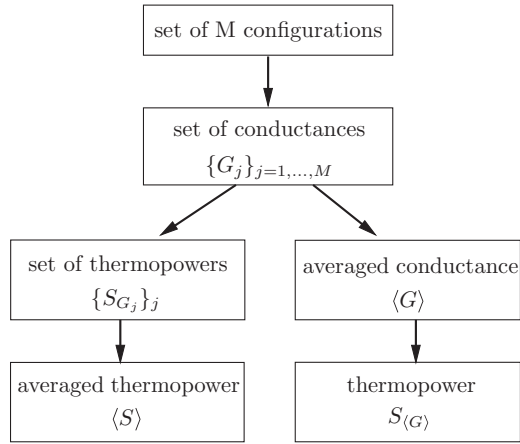 set of M configurations
set of conductances
{G_j}_{j=1,...,M}
set of thermopowers
{S_{G_j}}_j
averaged conductance
⟨G⟩
averaged thermopower
⟨S⟩
thermopower
S_{⟨G⟩}